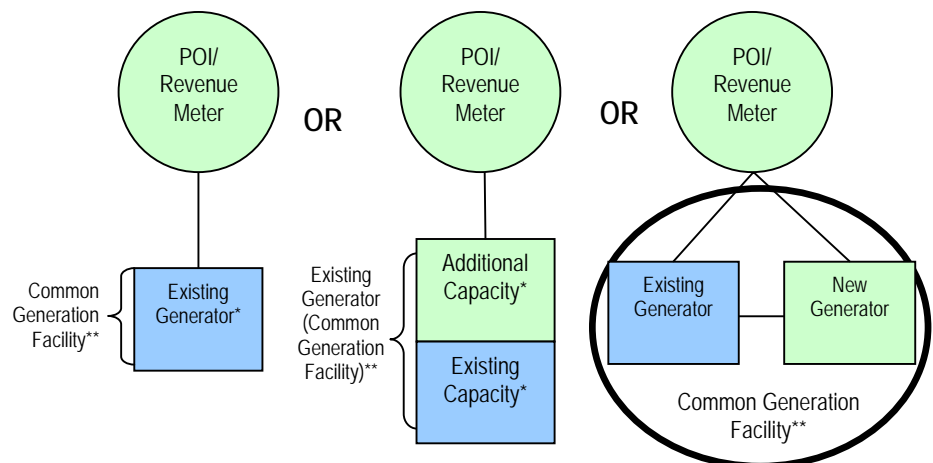 POI/
Revenue
Meter
OR
POI/
Revenue
Meter
OR
POI/
Revenue
Meter
Common
Generation
Facility**
Existing
Generator*
Existing
Generator
(Common
Generation
Facility)**
Additional
Capacity*
Existing
Capacity*
Existing
Generator
New
Generator
Common Generation
Facility**